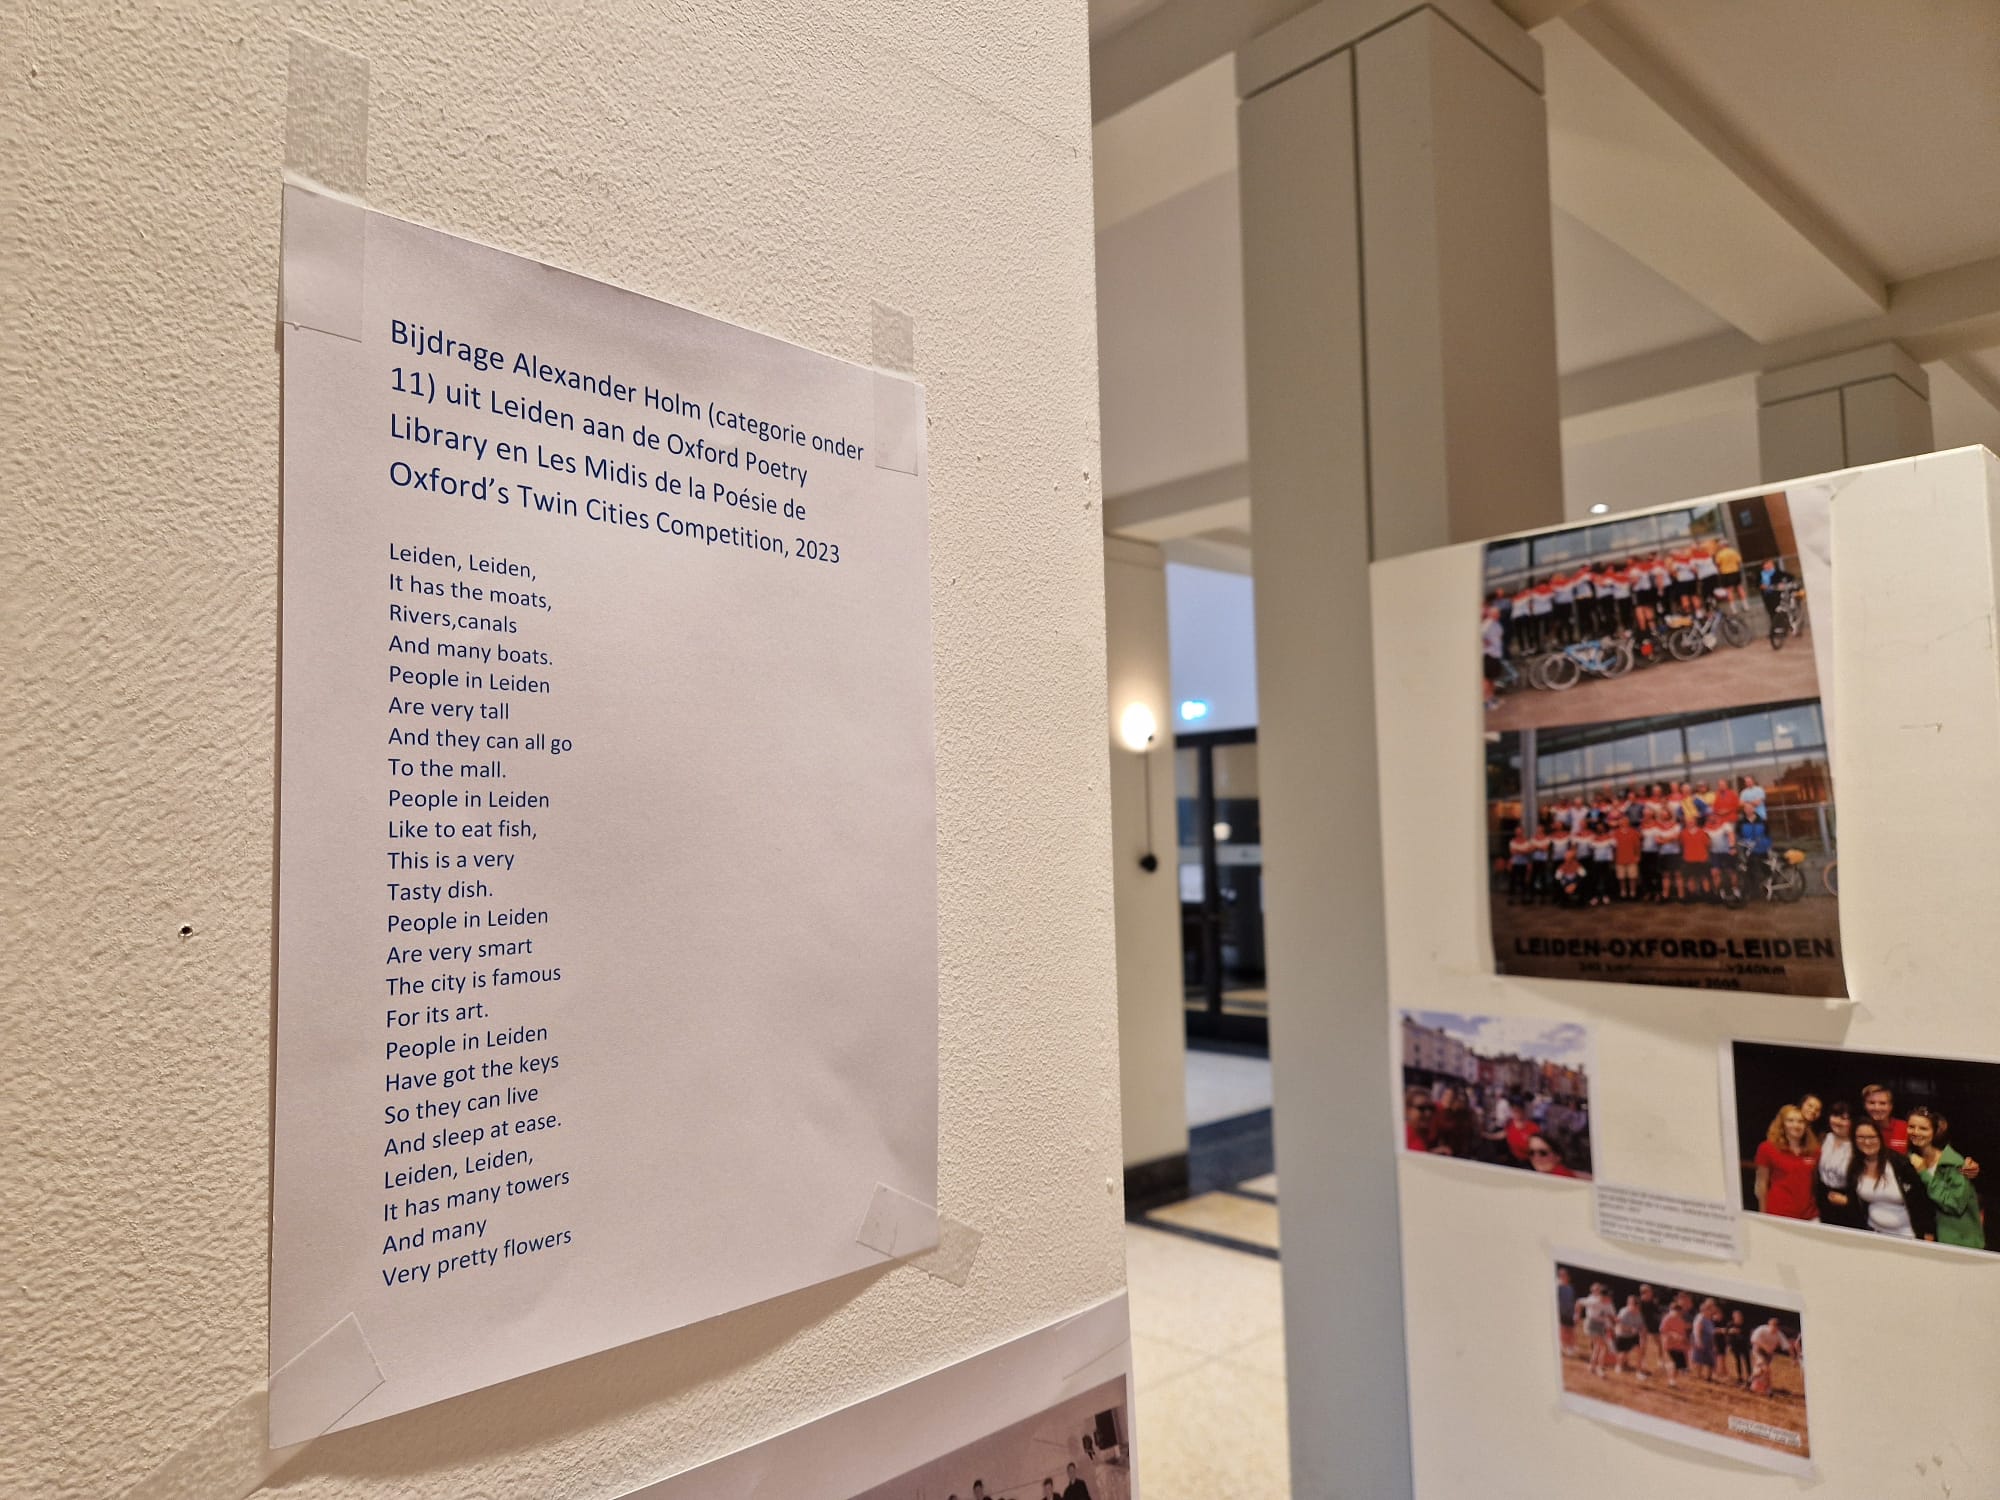 Bijdrage Alexander Holm (categorie onder
11) uit Leiden aan de Oxford Poetry
Library en Les Midis de la Poésie de
Oxford's Twin Cities Competition, 2023
Leiden, Leiden,
It has the moats,
Rivers,canals
And many boats.
People in Leiden
Are very tall
And they can all go
To the mall.
People in Leiden
Like to eat fish,
This is a very
Tasty dish.
People in Leiden
Are very smart
The city is famous
For its art.
People in Leiden
Have got the keys
So they can live
And sleep at ease.
Leiden, Leiden,
It has many towers
And many
Very pretty flowers
LEIDEN-OXFORD-LEIDEN